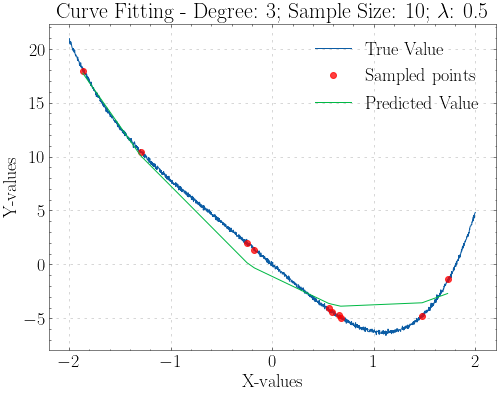 Curve Fitting - Degree: 3; Sample Size: 10; λ: 0.5
True Value
Sampled points
Predicted Value
Y-values
20
15
10
5
0
−5
−2
−1
0
1
2
X-values